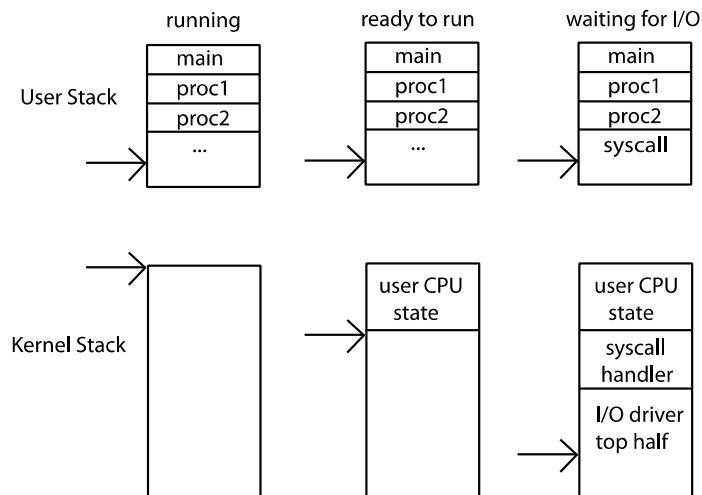 running
ready to run
waiting for I/O
User Stack
main
proc1
proc2
...
main
proc1
proc2
...
main
proc1
proc2
syscall
Kernel Stack
user CPU
state
user CPU
state
syscall
handler
I/O driver
top half